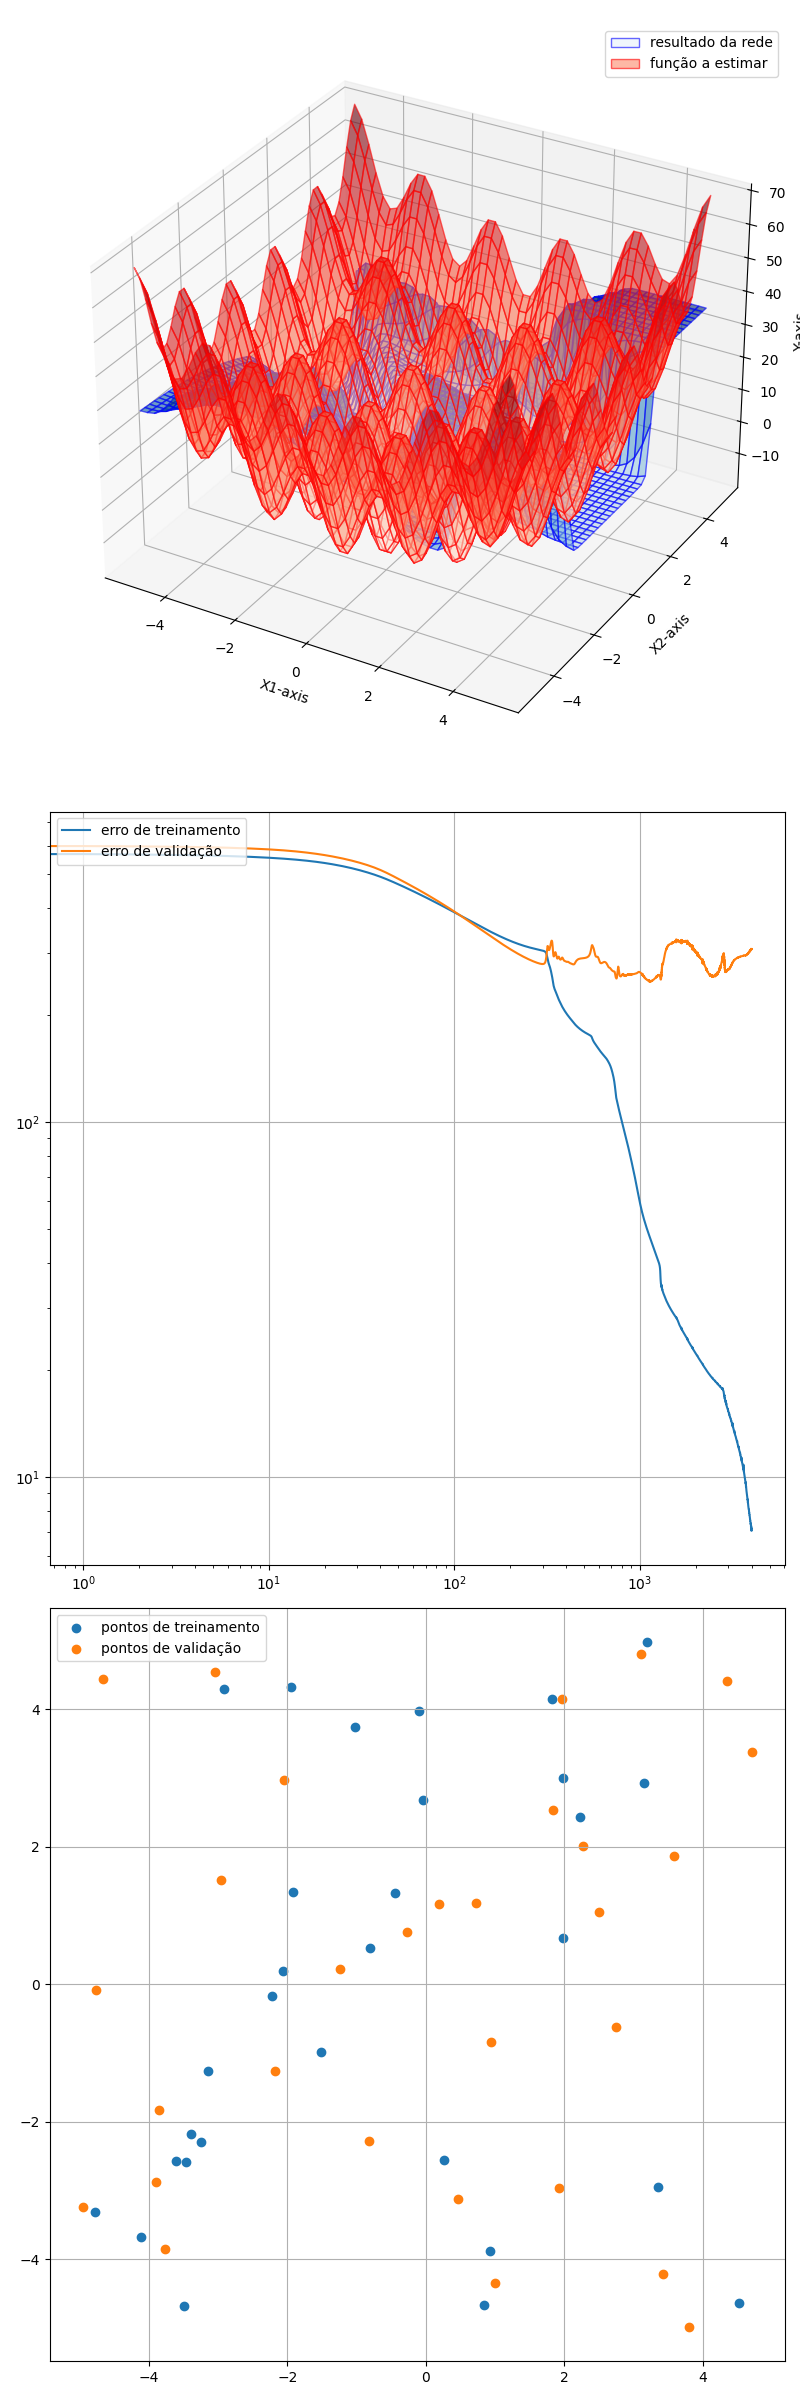 resultado da rede
função a estimar
70
60
50
40
30
20
10
0
−10
Y-axis
−4
−2
0
2
4
X1-axis
4
2
0
−2
−4
X2-axis
erro de treinamento
erro de validação
10²
10¹
10⁰ 10¹ 10² 10³
pontos de treinamento
pontos de validação
4
2
0
−2
−4
−4 −2 0 2 4